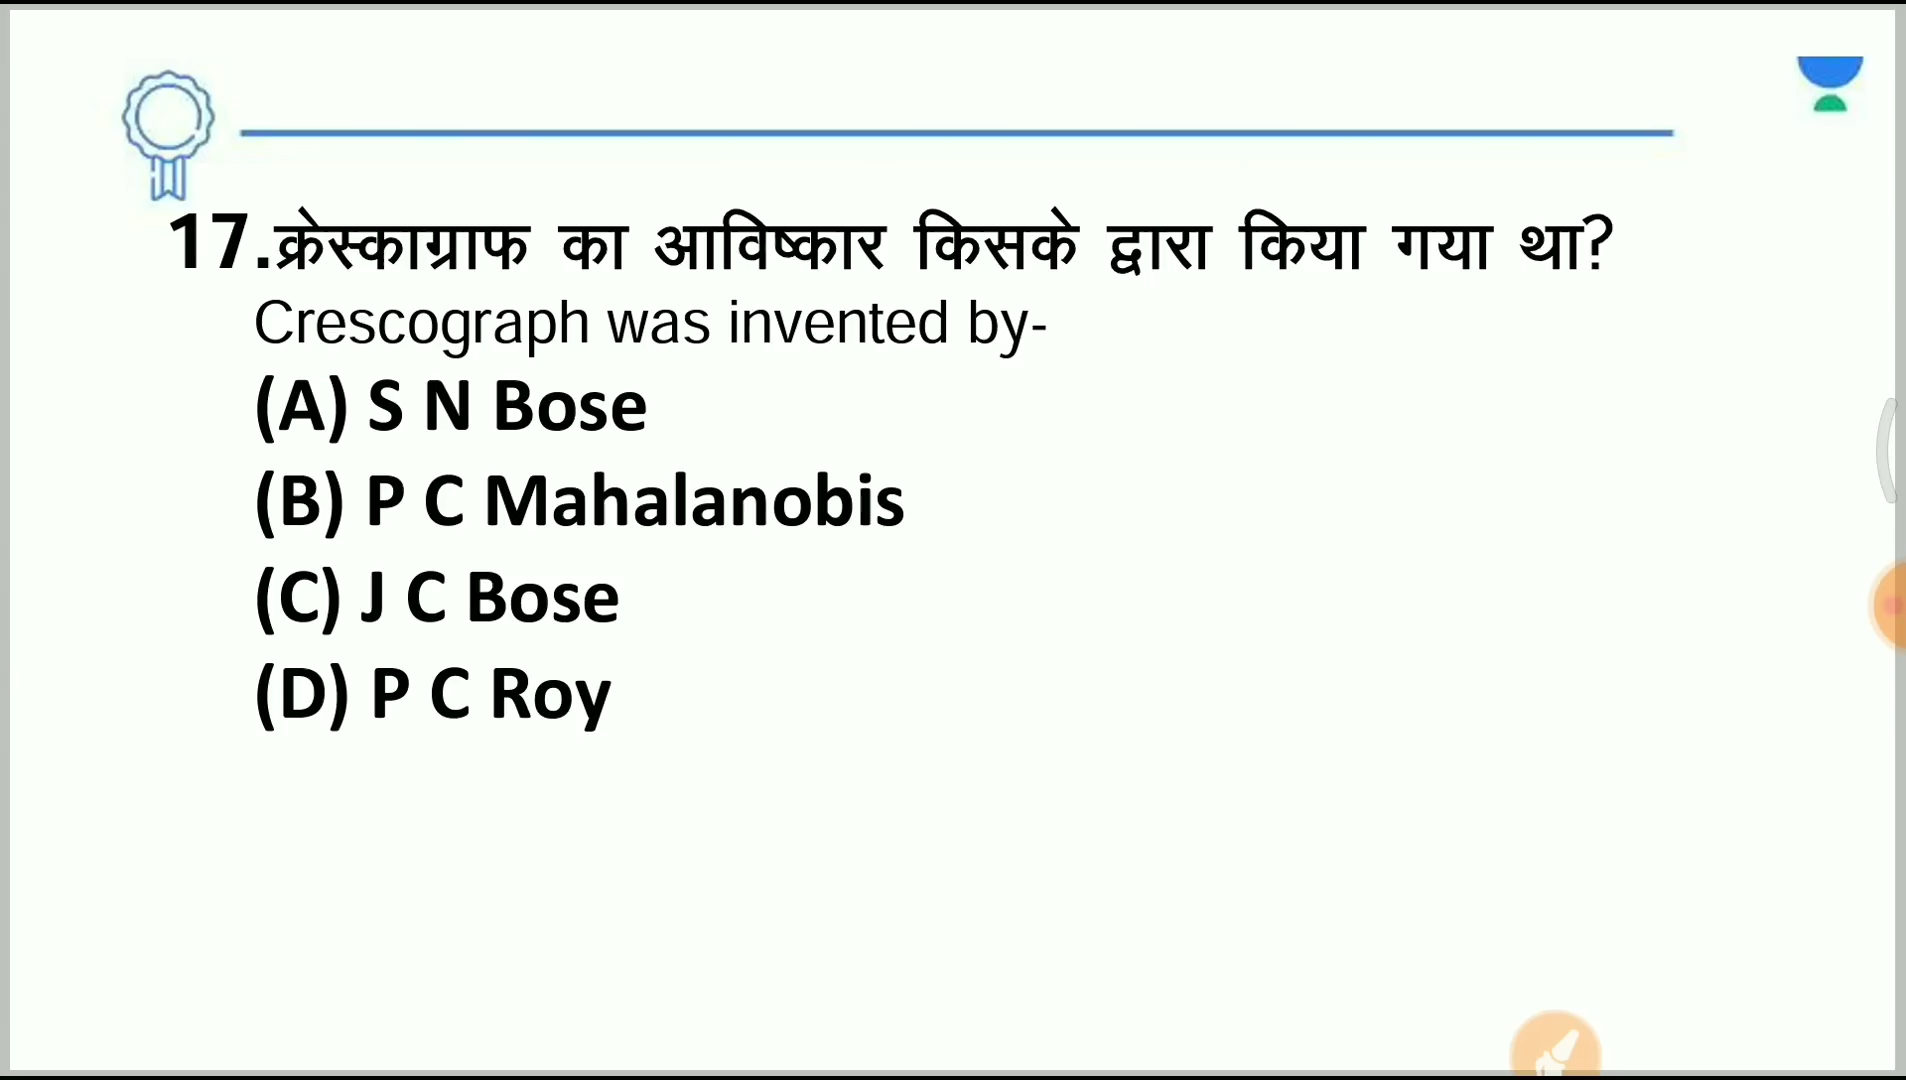 17.क्रेस्काग्राफ का आविष्कार किसके द्वारा किया गया था?
Crescograph was invented by-
(A) S N Bose
(B) P C Mahalanobis
(C) J C Bose
(D) P C Roy